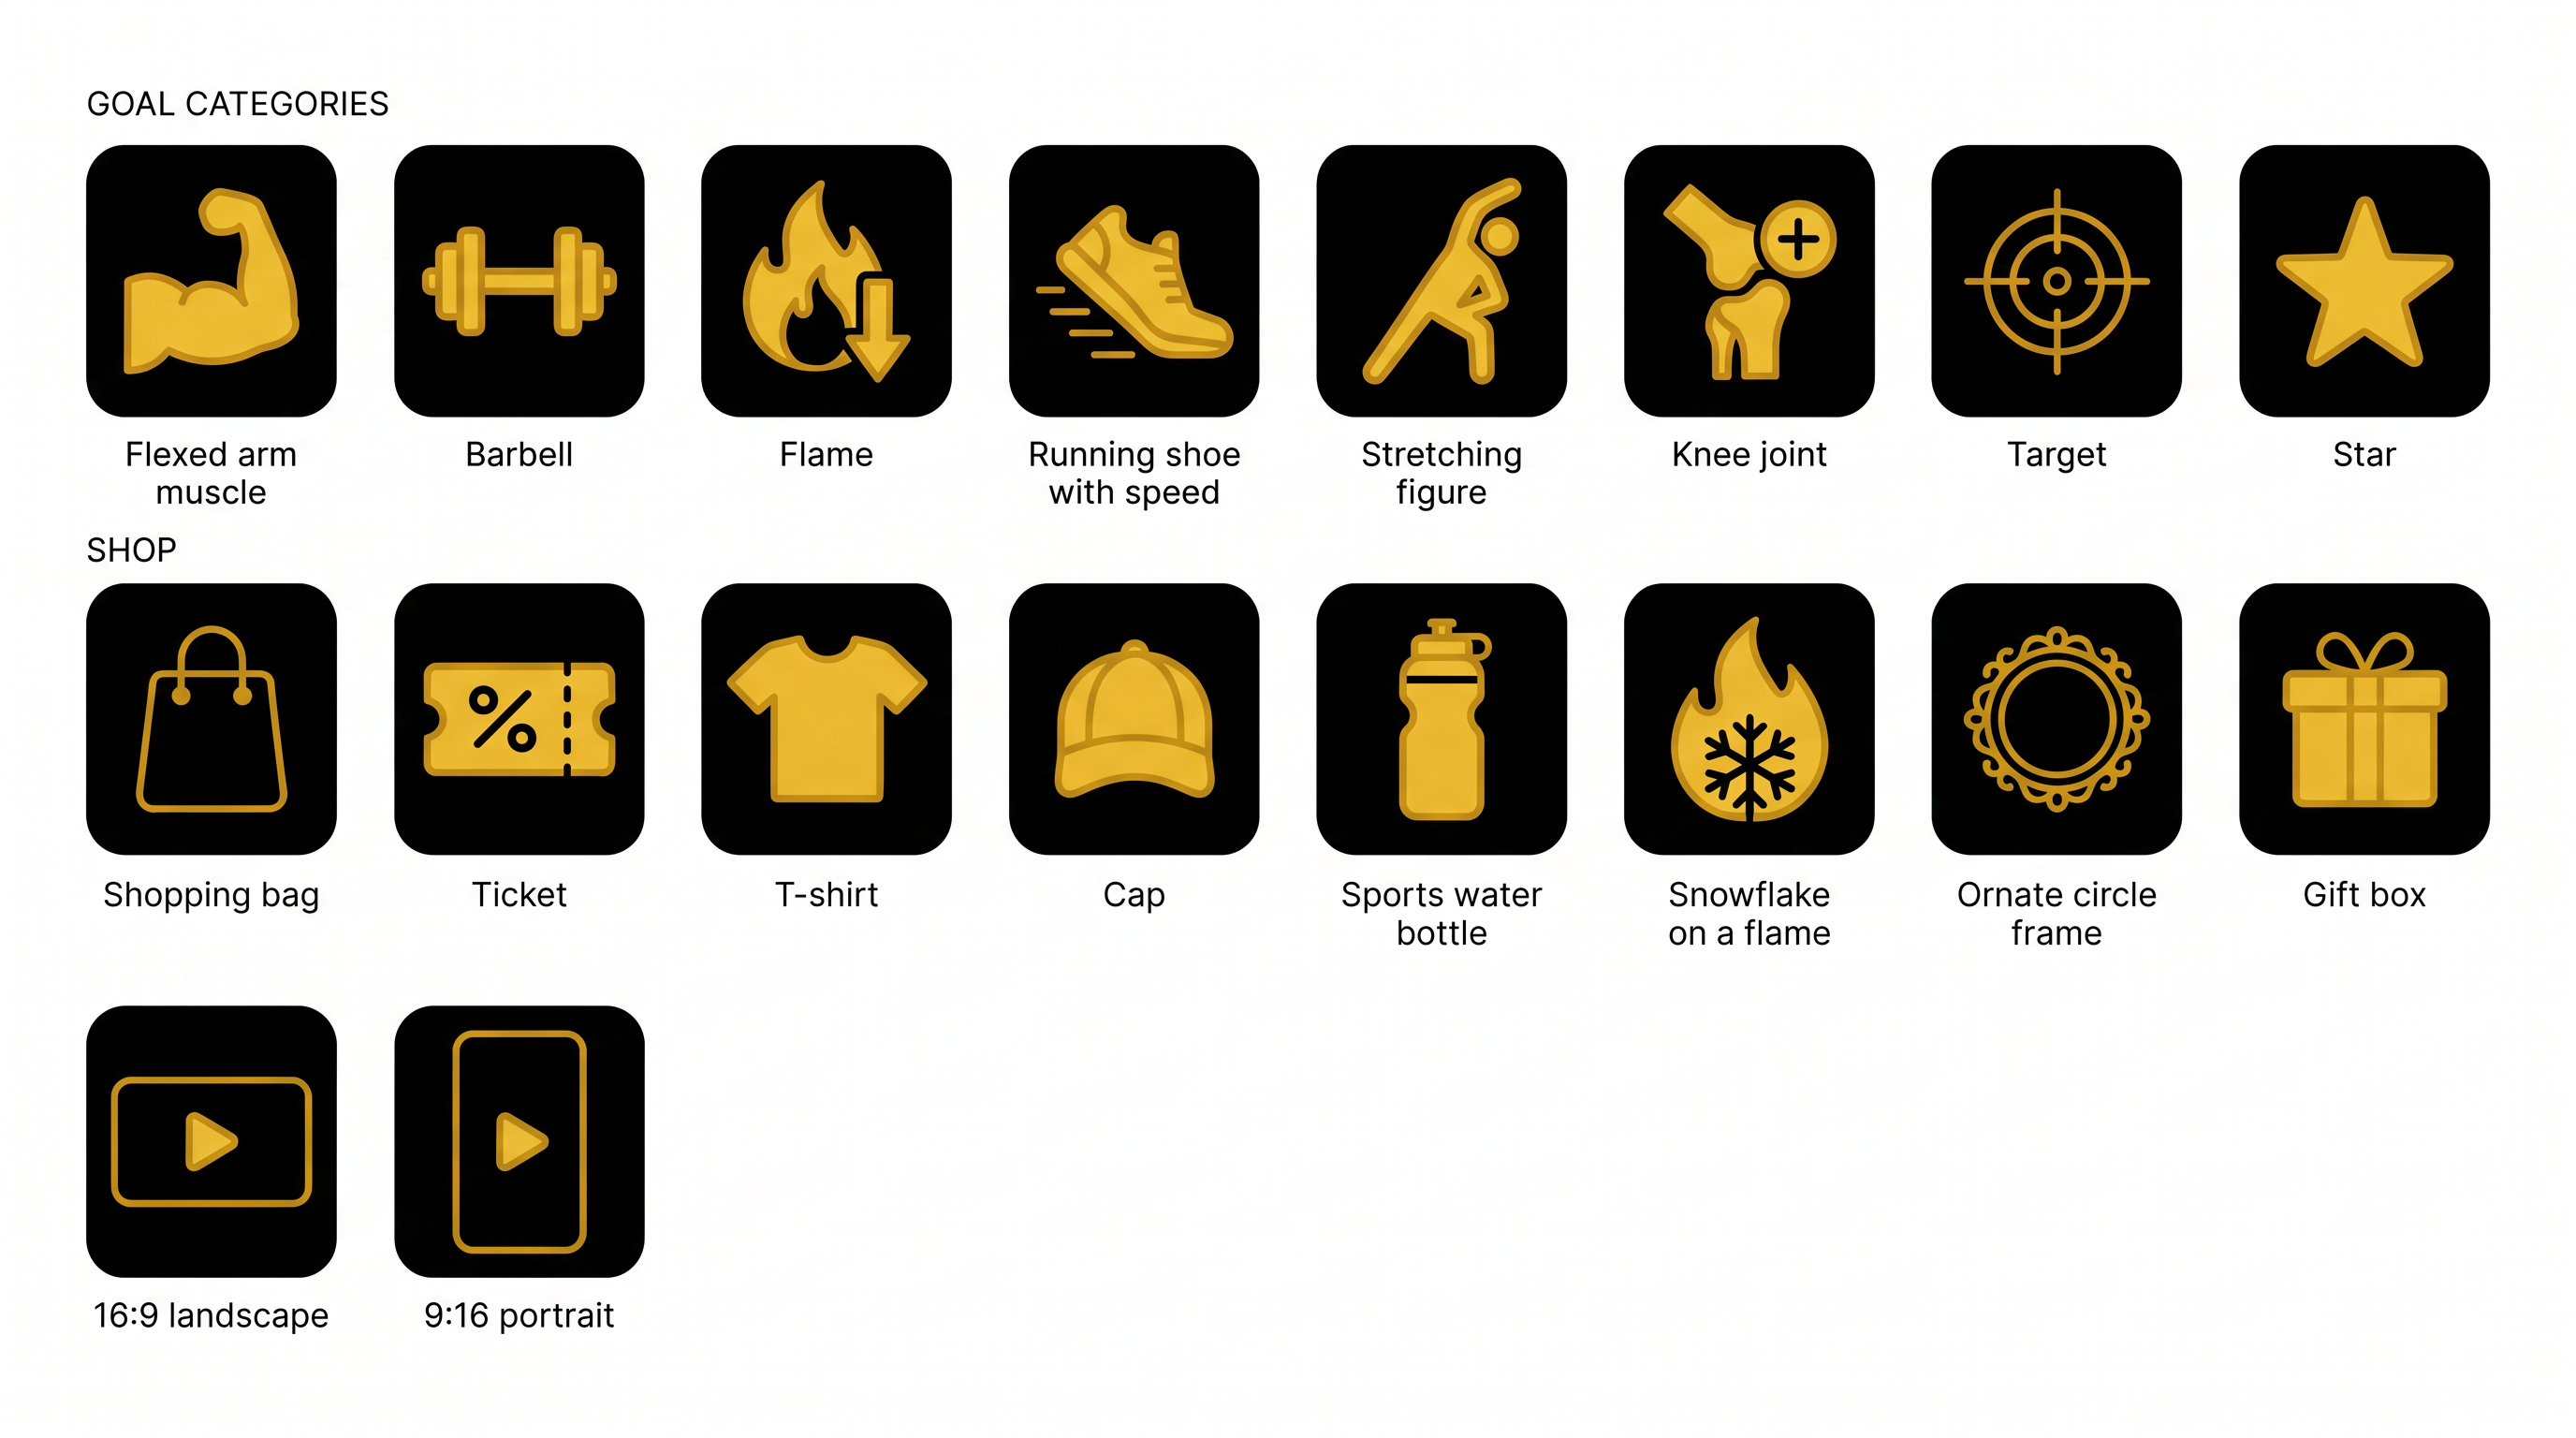 GOAL CATEGORIES
Flexed arm
muscle
Barbell
Flame
Running shoe
with speed
Stretching
figure
Knee joint
Target
Star
SHOP
%
Shopping bag
Ticket
T-shirt
Cap
Sports water
bottle
Snowflake
on a flame
Ornate circle
frame
Gift box
16:9 landscape
9:16 portrait